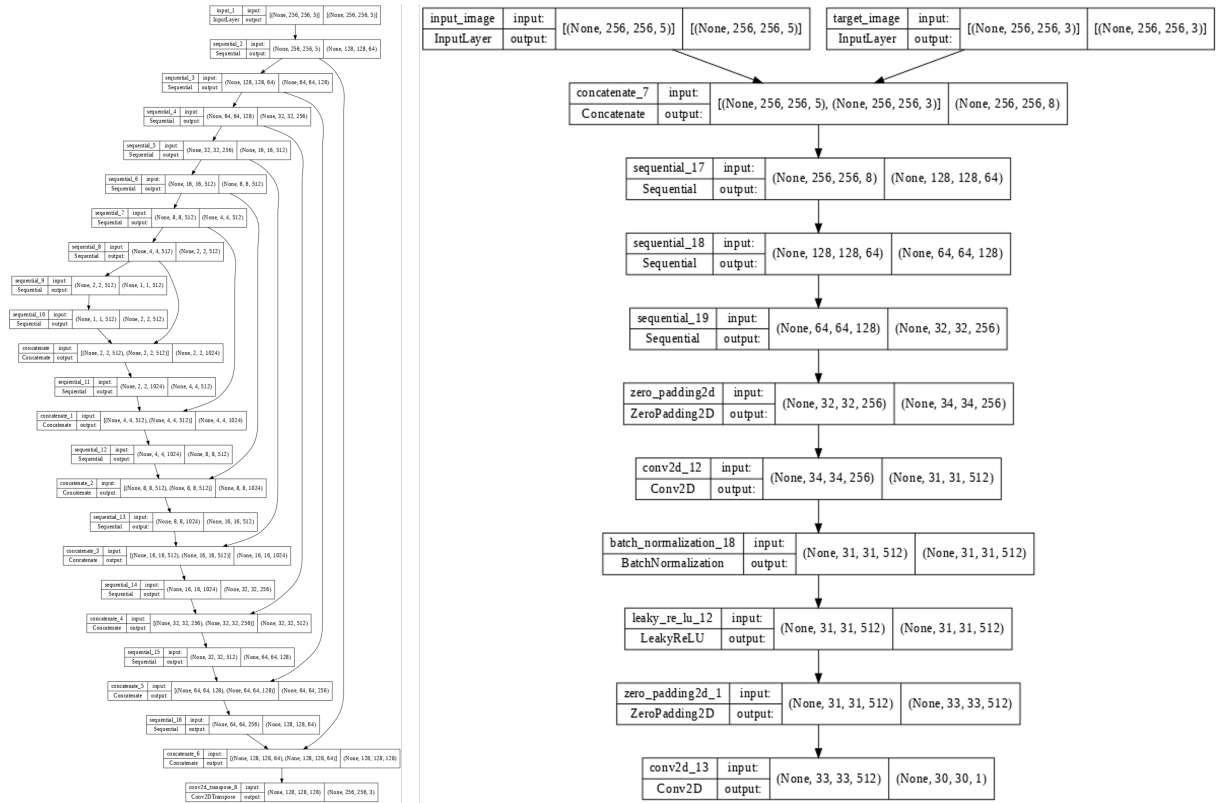 input_1 input: [(None, 256, 256, 5)] [(None, 256, 256, 5)]
InputLayer output:
sequential_2 input: (None, 256, 256, 5) (None, 128, 128, 64)
Sequential output:
sequential_3 input: (None, 128, 128, 64) (None, 64, 64, 128)
Sequential output:
sequential_4 input: (None, 64, 64, 128) (None, 32, 32, 256)
Sequential output:
sequential_5 input: (None, 32, 32, 256) (None, 16, 16, 512)
Sequential output:
sequential_6 input: (None, 16, 16, 512) (None, 8, 8, 512)
Sequential output:
sequential_7 input: (None, 8, 8, 512) (None, 4, 4, 512)
Sequential output:
sequential_8 input: (None, 4, 4, 512) (None, 2, 2, 512)
Sequential output:
sequential_9 input: (None, 2, 2, 512) (None, 1, 1, 512)
Sequential output:
sequential_10 input: (None, 1, 1, 512) (None, 2, 2, 512)
Sequential output:
concatenate input: [(None, 2, 2, 512), (None, 2, 2, 512)] (None, 2, 2, 1024)
Concatenate output:
sequential_11 input: (None, 2, 2, 1024) (None, 4, 4, 512)
Sequential output:
concatenate_1 input: [(None, 4, 4, 512), (None, 4, 4, 512)] (None, 4, 4, 1024)
Concatenate output:
sequential_12 input: (None, 4, 4, 1024) (None, 8, 8, 512)
Sequential output:
concatenate_2 input: [(None, 8, 8, 512), (None, 8, 8, 512)] (None, 8, 8, 1024)
Concatenate output:
sequential_13 input: (None, 8, 8, 1024) (None, 16, 16, 512)
Sequential output:
concatenate_3 input: [(None, 16, 16, 512), (None, 16, 16, 512)] (None, 16, 16, 1024)
Concatenate output:
sequential_14 input: (None, 16, 16, 1024) (None, 32, 32, 256)
Sequential output:
concatenate_4 input: [(None, 32, 32, 256), (None, 32, 32, 256)] (None, 32, 32, 512)
Concatenate output:
sequential_15 input: (None, 32, 32, 512) (None, 64, 64, 128)
Sequential output:
concatenate_5 input: [(None, 64, 64, 128), (None, 64, 64, 128)] (None, 64, 64, 256)
Concatenate output:
sequential_16 input: (None, 64, 64, 256) (None, 128, 128, 64)
Sequential output:
concatenate_6 input: [(None, 128, 128, 64), (None, 128, 128, 64)] (None, 128, 128, 128)
Concatenate output:
conv2d_transpose_8 input: (None, 128, 128, 128) (None, 256, 256, 3)
Conv2DTranspose output:
input_image input: [(None, 256, 256, 5)] [(None, 256, 256, 5)]
InputLayer output:
target_image input: [(None, 256, 256, 3)] [(None, 256, 256, 3)]
InputLayer output:
concatenate_7 input: [(None, 256, 256, 5), (None, 256, 256, 3)] (None, 256, 256, 8)
Concatenate output:
sequential_17 input: (None, 256, 256, 8) (None, 128, 128, 64)
Sequential output:
sequential_18 input: (None, 128, 128, 64) (None, 64, 64, 128)
Sequential output:
sequential_19 input: (None, 64, 64, 128) (None, 32, 32, 256)
Sequential output:
zero_padding2d input: (None, 32, 32, 256) (None, 34, 34, 256)
ZeroPadding2D output:
conv2d_12 input: (None, 34, 34, 256) (None, 31, 31, 512)
Conv2D output:
batch_normalization_18 input: (None, 31, 31, 512) (None, 31, 31, 512)
BatchNormalization output:
leaky_re_lu_12 input: (None, 31, 31, 512) (None, 31, 31, 512)
LeakyReLU output:
zero_padding2d_1 input: (None, 31, 31, 512) (None, 33, 33, 512)
ZeroPadding2D output:
conv2d_13 input: (None, 33, 33, 512) (None, 30, 30, 1)
Conv2D output: